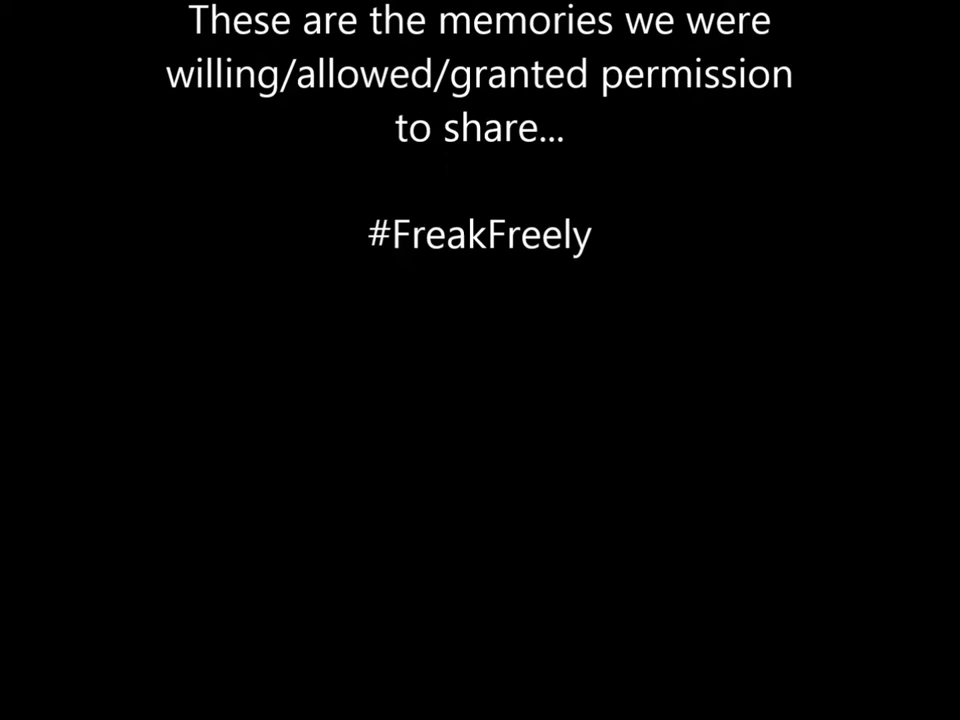 These are the memories we were
willing/allowed/granted permission
to share...
#FreakFreely